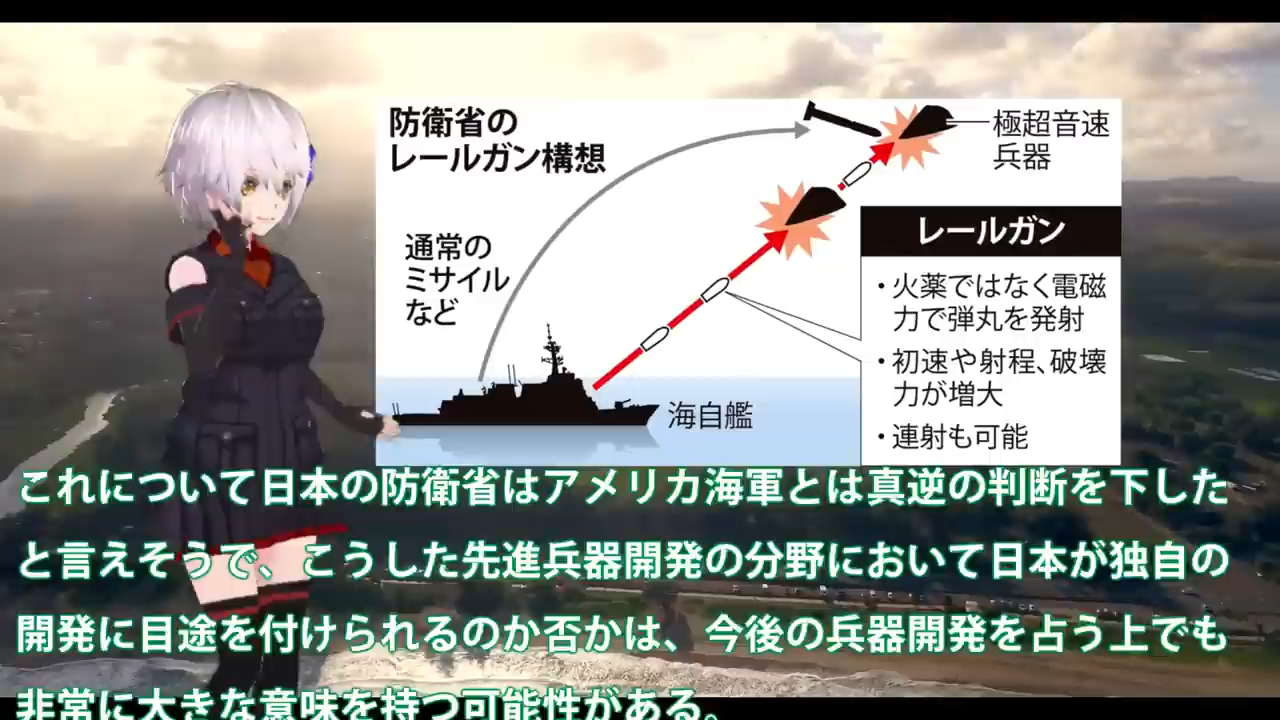 防衛省の
レールガン構想
極超音速
兵器
通常の
ミサイル
など
レールガン
・火薬ではなく電磁
力で弾丸を発射
・初速や射程、破壊
力が増大
・連射も可能
海自艦
これについて日本の防衛省はアメリカ海軍とは真逆の判断を下した
と言えそうで、こうした先進兵器開発の分野において日本が独自の
開発に目途を付けられるのか否かは、今後の兵器開発を占う上でも
非常に大きな意味を持つ可能性がある。